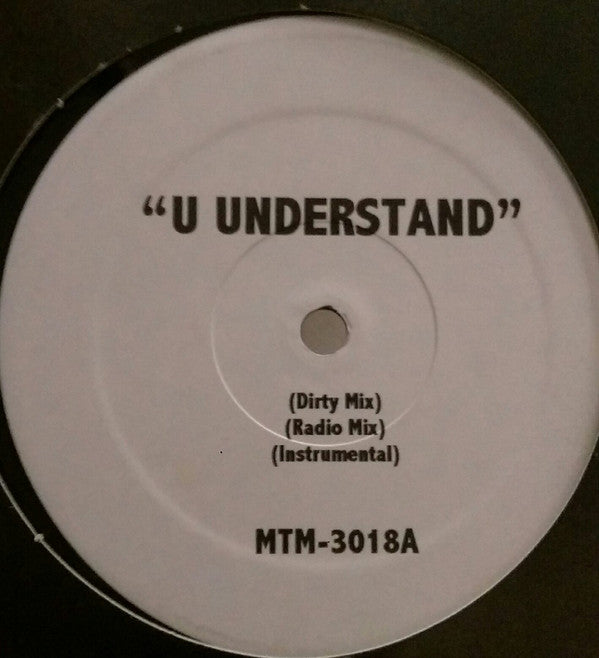 “U UNDERSTAND”
(Dirty Mix)
(Radio Mix)
(Instrumental)
MTM-3018A